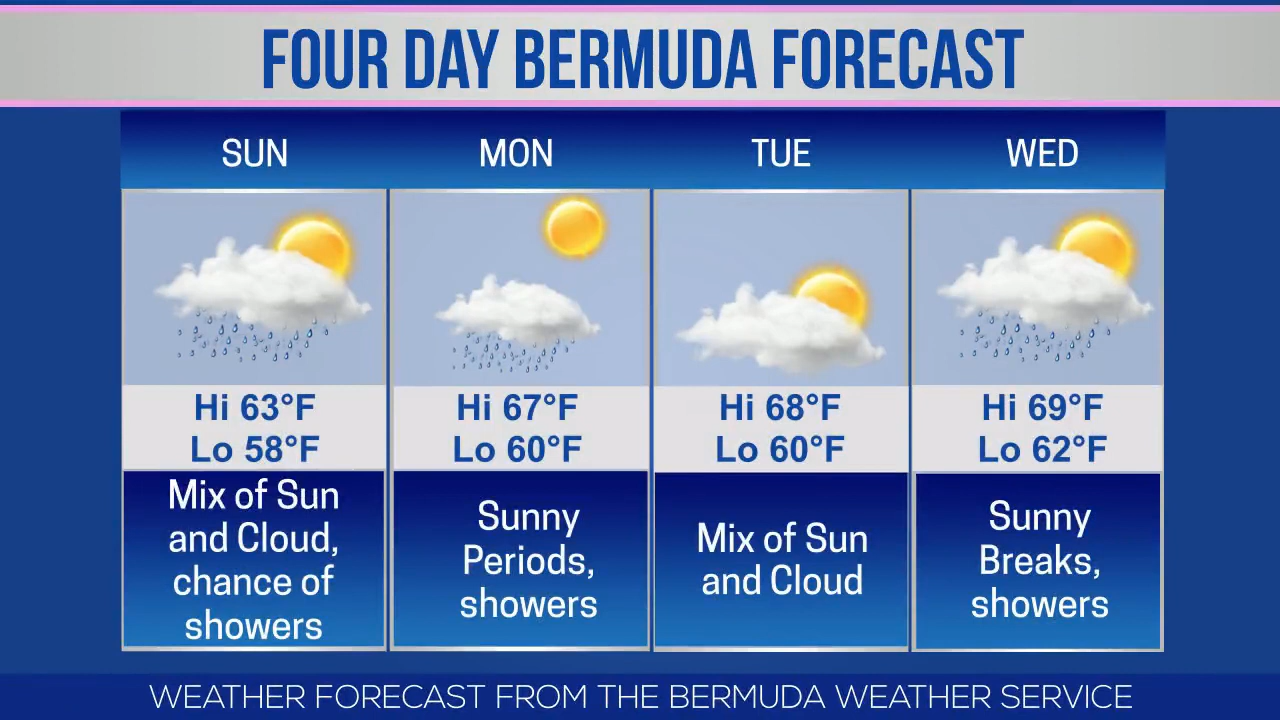 FOUR DAY BERMUDA FORECAST
SUN
MON
TUE
WED
Hi 63°F
Lo 58°F
Hi 67°F
Lo 60°F
Hi 68°F
Lo 60°F
Hi 69°F
Lo 62°F
Mix of Sun
and Cloud,
chance of
showers
Sunny
Periods,
showers
Mix of Sun
and Cloud
Sunny
Breaks,
showers
WEATHER FORECAST FROM THE BERMUDA WEATHER SERVICE